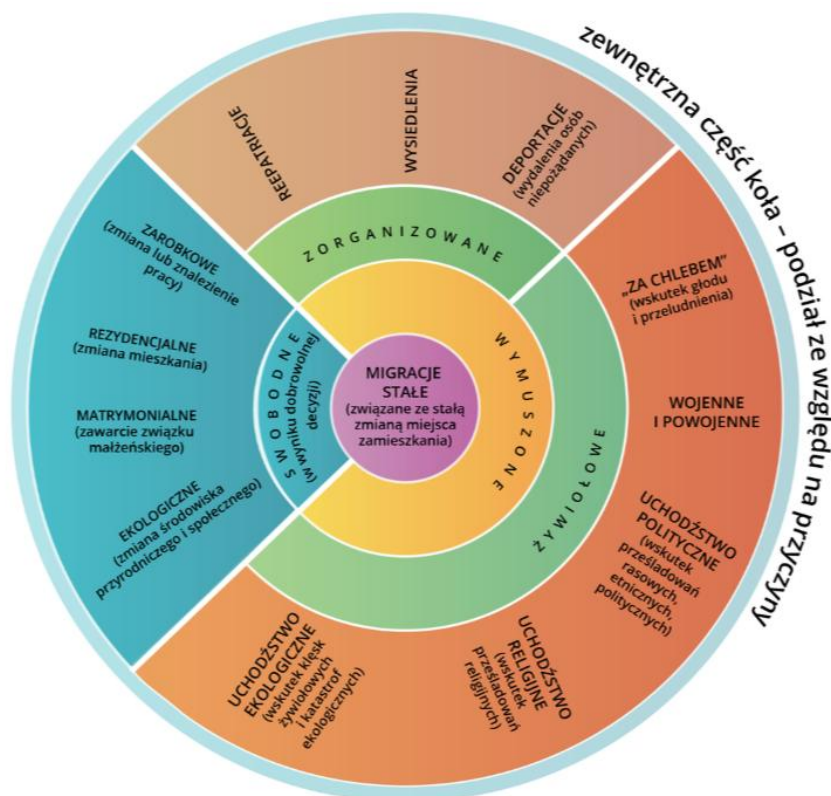 zewnętrzna część koła – podział ze względu na przyczyny
REEPATRIACJE
WYSIEDLENIA
DEPORTACJE
(wydalenia osób
niepożądanych)
ZORGANIZOWANE
ZAROBKOWE
(zmiana lub znalezienie
pracy)
REZYDENCJALNE
(zmiana mieszkania)
MATRYMONIALNE
(zawarcie związku
małżeńskiego)
EKOLOGICZNE
(zmiana środowiska
przyrodniczego i społecznego)
SWOBODNE
(w wyniku dobrowolnej
decyzji)
MIGRACJE
STAŁE
(związane ze stałą
zmianą miejsca
zamieszkania)
WYMUSZONE
ŻYWIOŁOWE
„ZA CHLEBEM”
(wskutek głodu
i przeludnienia)
WOJENNE
I POWOJENNE
UCHODŹSTWO
POLITYCZNE
(wskutek
prześladowań
rasowych,
etnicznych,
politycznych)
UCHODŹSTWO
RELIGIJNE
(wskutek
prześladowań
religijnych)
UCHODŹSTWO
EKOLOGICZNE
(wskutek klęsk
żywiołowych
i katastrof
ekologicznych)